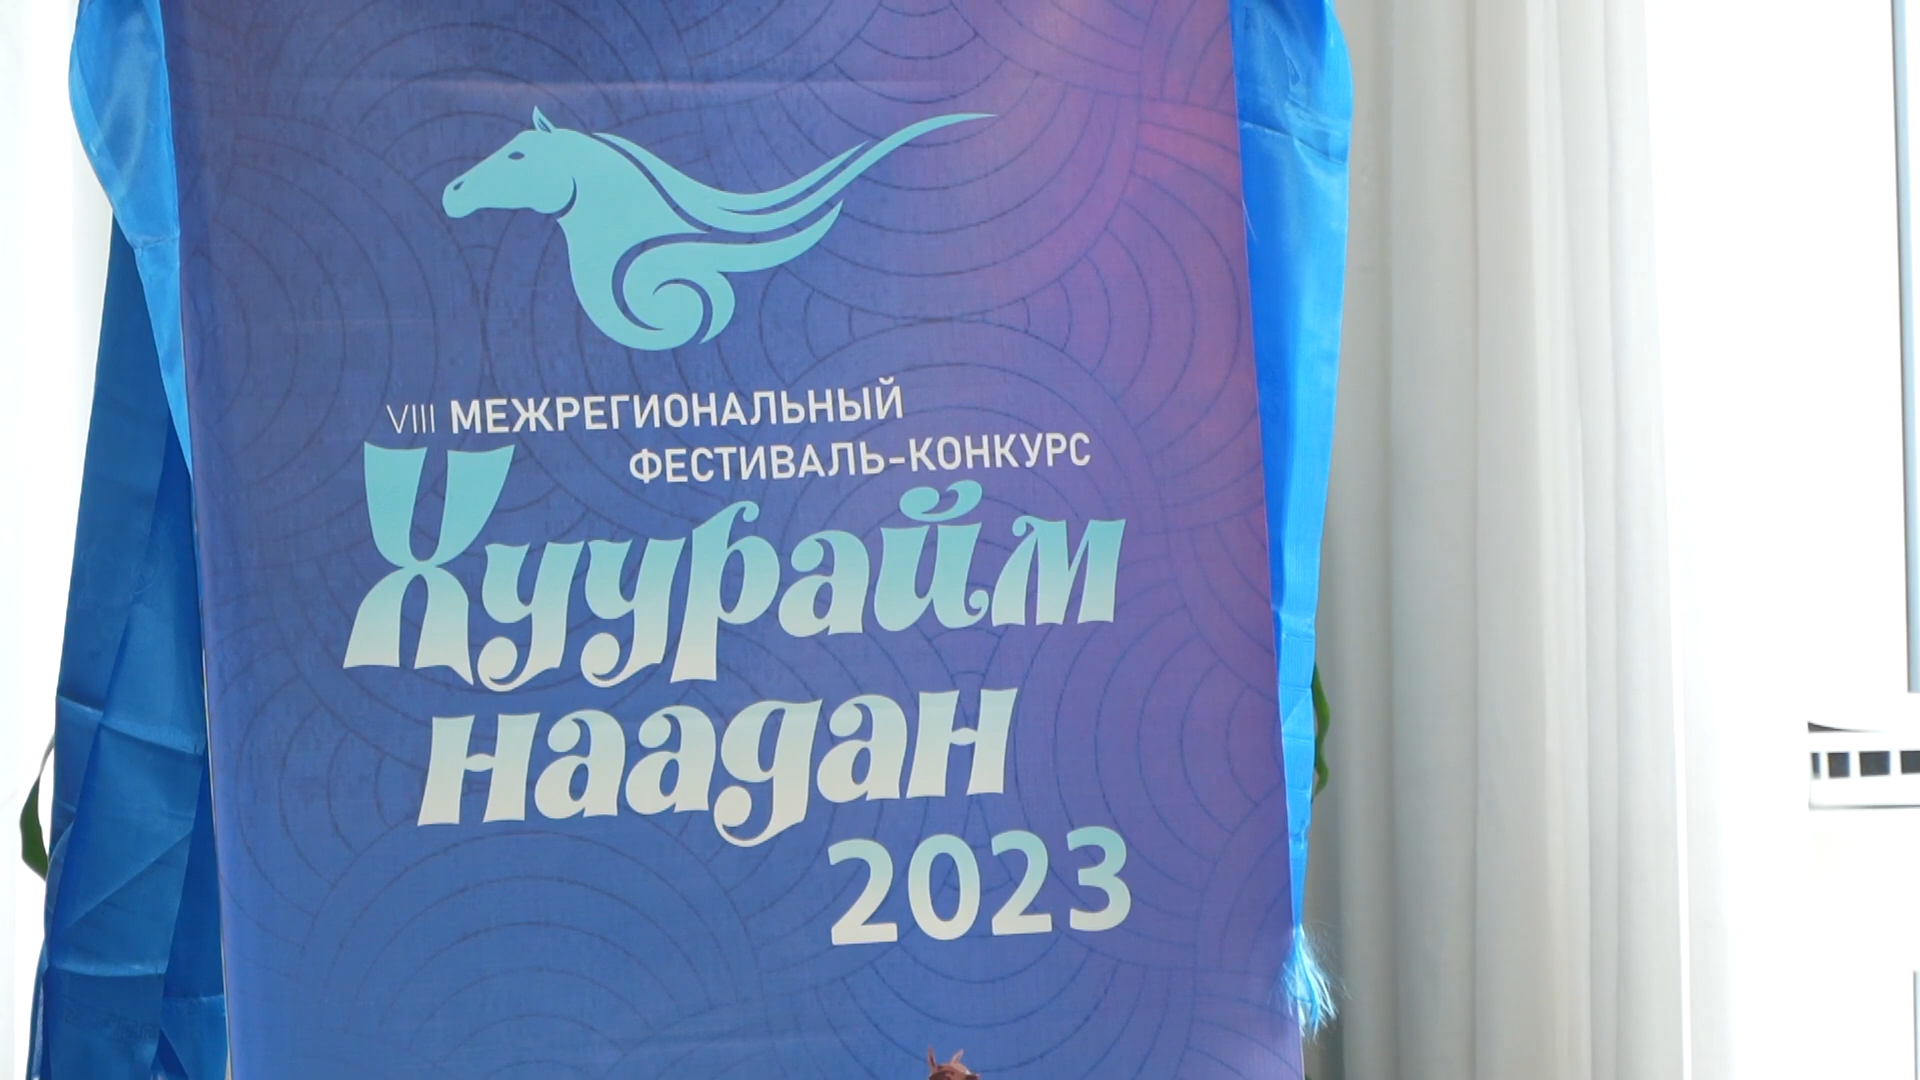 VIII МЕЖРЕГИОНАЛЬНЫЙ
ФЕСТИВАЛЬ-КОНКУРС
Хуурайм
наадан
2023